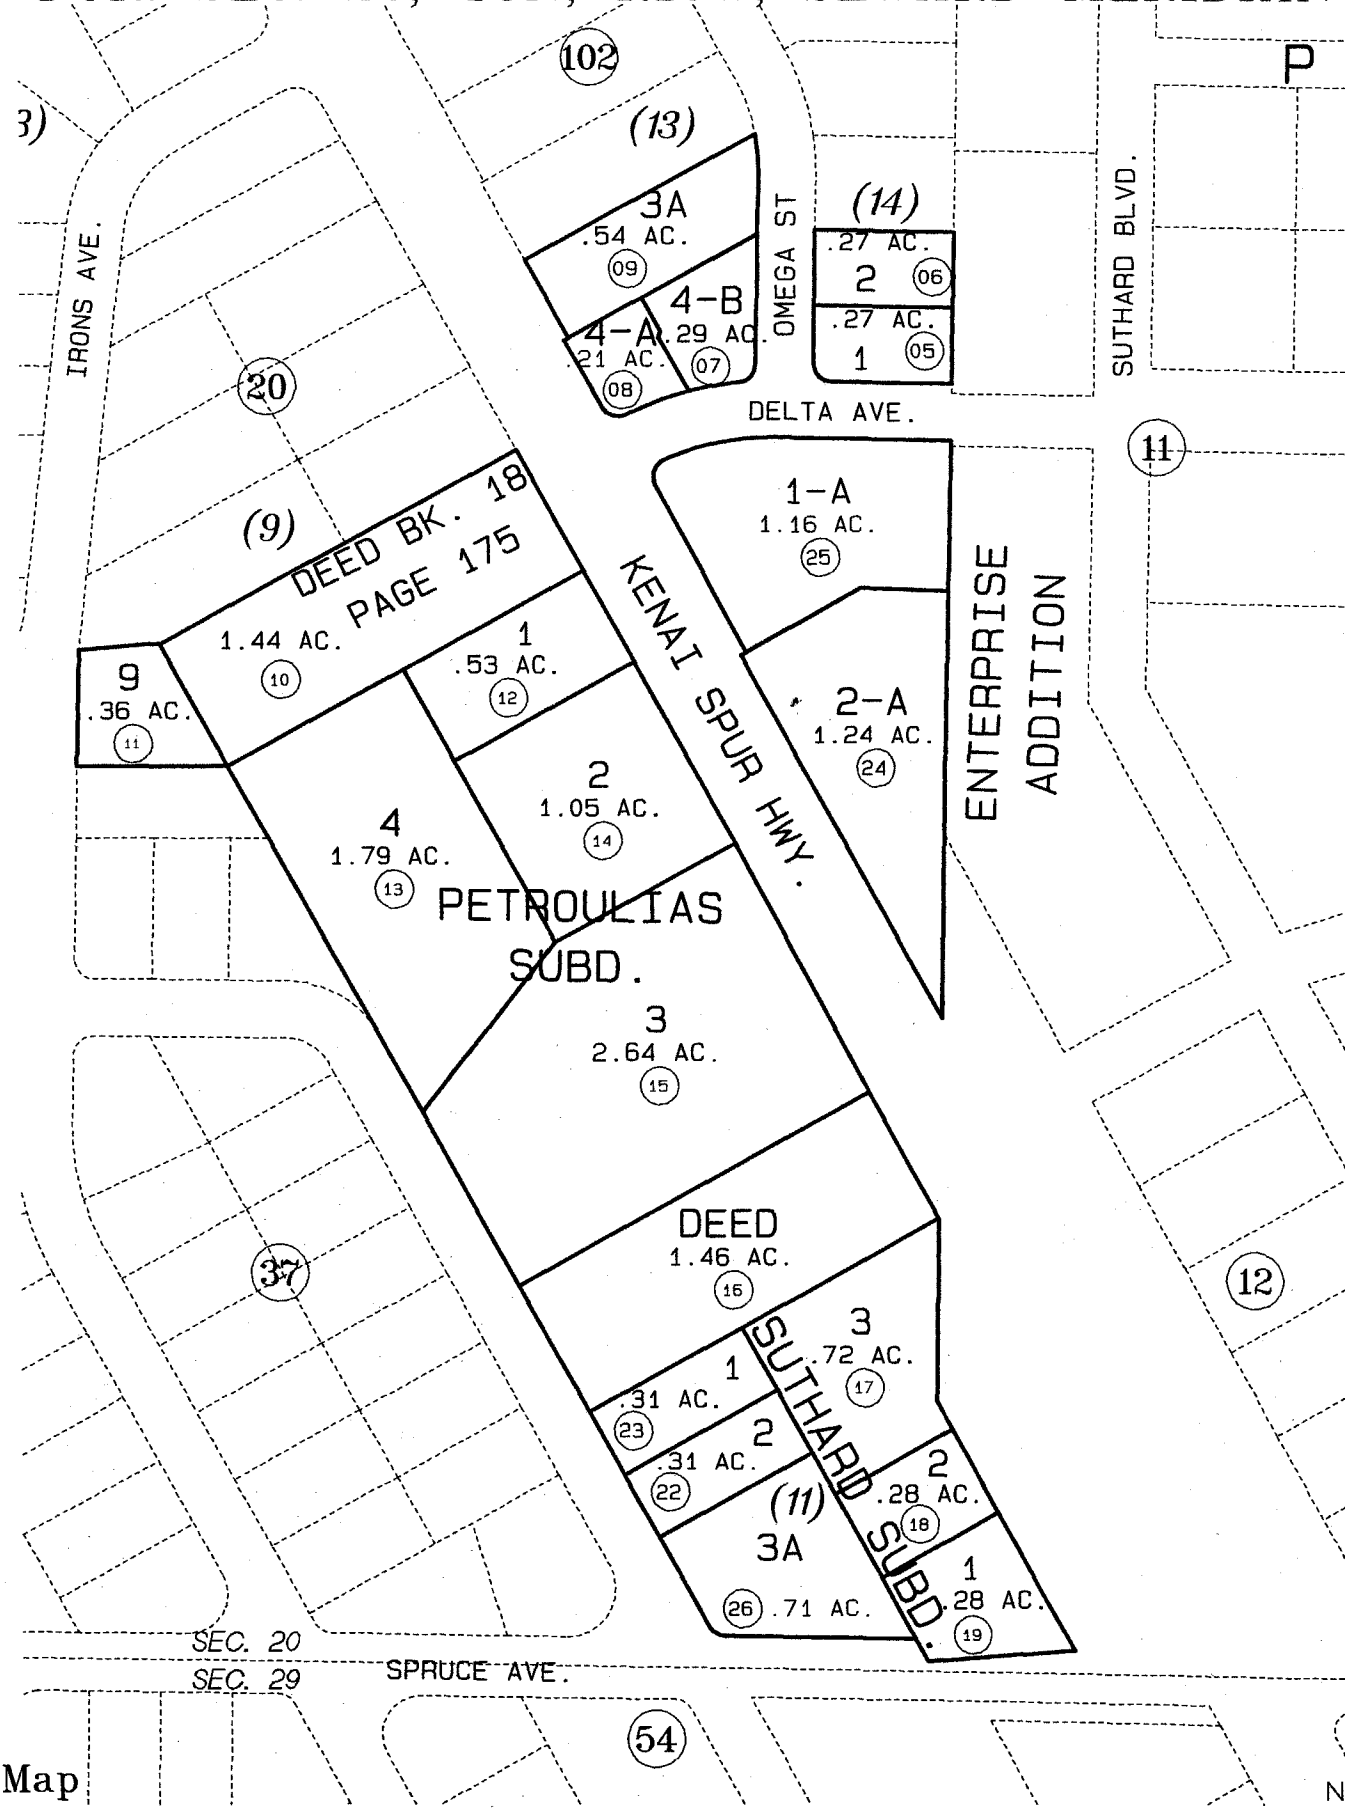 102
P
(13)
3A
.54 AC.
09
OMEGA ST
(14)
.27 AC.
2
06
SUTHARD BLVD.
IRONS AVE.
4-B
.29 AC.
07
4-A
.21 AC.
08
.27 AC.
1
05
20
DELTA AVE.
11
(9)
DEED BK. 18
PAGE 175
1.44 AC.
10
1-A
1.16 AC.
25
KENAI SPUR HWY.
ENTERPRISE
ADDITION
1
.53 AC.
12
9
.36 AC.
11
2-A
1.24 AC.
24
2
1.05 AC.
14
4
1.79 AC.
13
PETROULIAS
SUBD.
3
2.64 AC.
15
DEED
1.46 AC.
16
37
12
SUTHARD SUBD.
3
.72 AC.
17
1
.31 AC.
23
2
.31 AC.
22
2
.28 AC.
18
(11)
3A
26 .71 AC.
1
.28 AC.
19
SEC. 20
SEC. 29
SPRUCE AVE.
54
Map
N